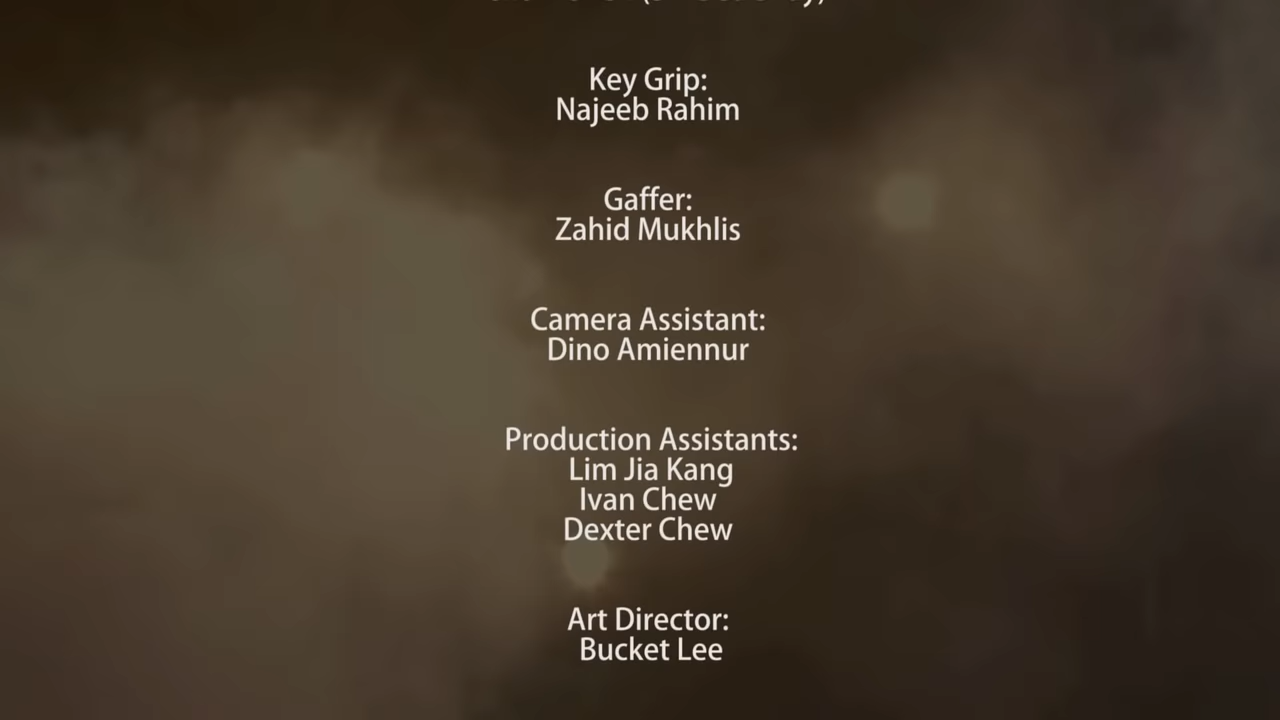 Key Grip:
Najeeb Rahim
Gaffer:
Zahid Mukhlis
Camera Assistant:
Dino Amiennur
Production Assistants:
Lim Jia Kang
Ivan Chew
Dexter Chew
Art Director:
Bucket Lee